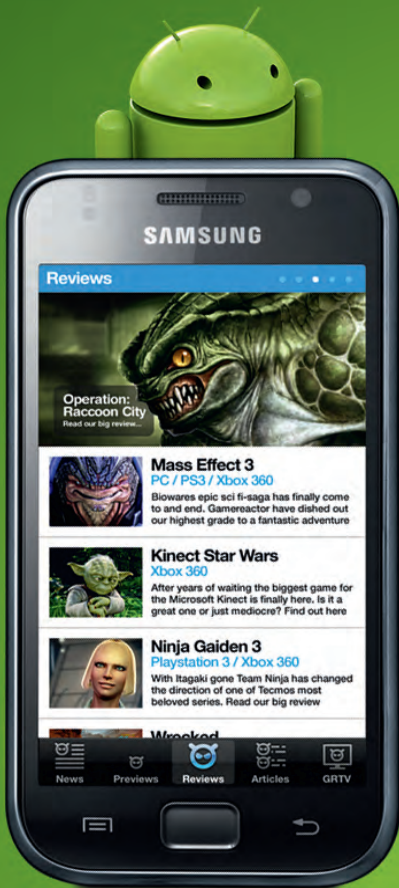 SAMSUNG
Reviews
Operation:
Raccoon City
Read our big review...
Mass Effect 3
PC / PS3 / Xbox 360
Biowares epic sci fi-saga has finally come
to and end. Gamereactor have dished out
our highest grade to a fantastic adventure
Kinect Star Wars
Xbox 360
After years of waiting the biggest game for
the Microsoft Kinect is finally here. Is it a
great one or just mediocre? Find out here
Ninja Gaiden 3
Playstation 3 / Xbox 360
With Itagaki gone Team Ninja has changed
the direction of one of Tecmos most
beloved series. Read our big review
Wrecked
News Previews Reviews Articles GRTV